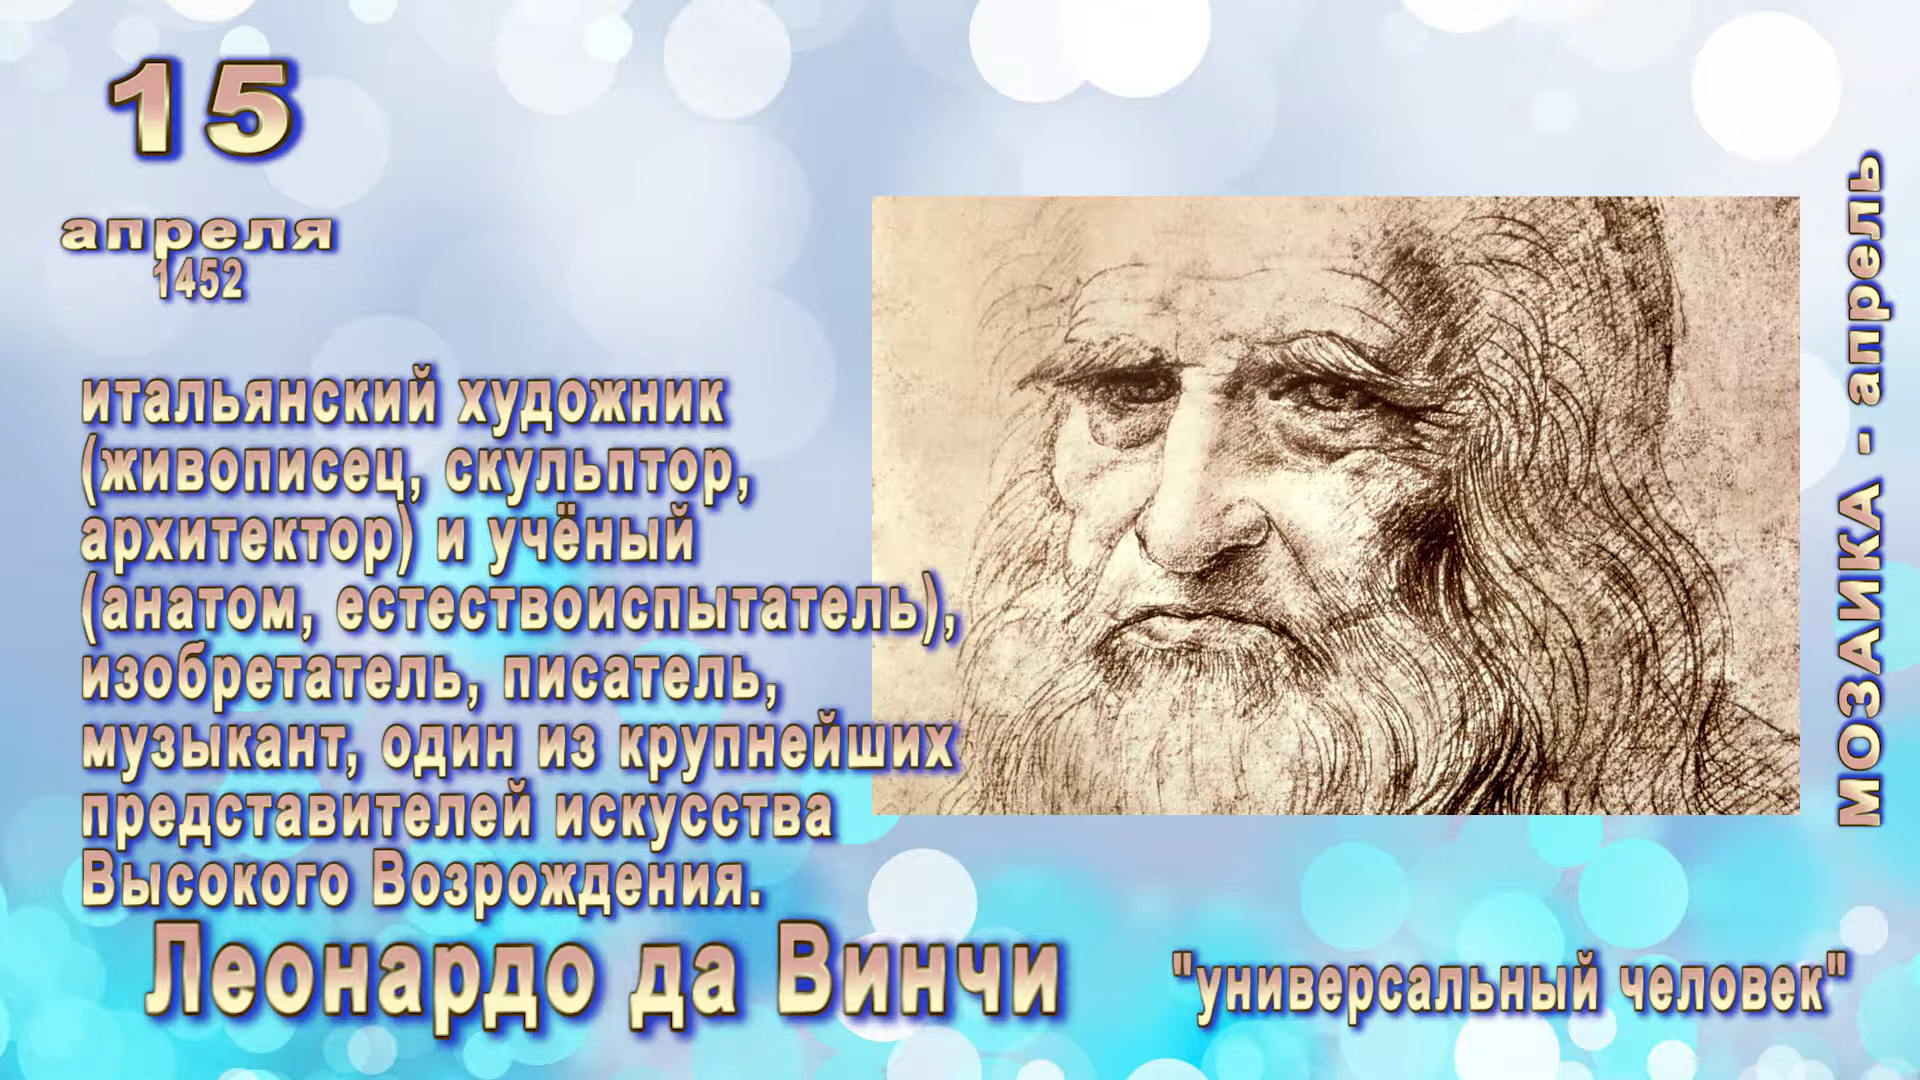 15
апреля
1452
итальянский художник
(живописец, скульптор,
архитектор) и учёный
(анатом, естествоиспытатель),
изобретатель, писатель,
музыкант, один из крупнейших
представителей искусства
Высокого Возрождения.
Леонардо да Винчи
"универсальный человек"
МОЗАИКА - апрель